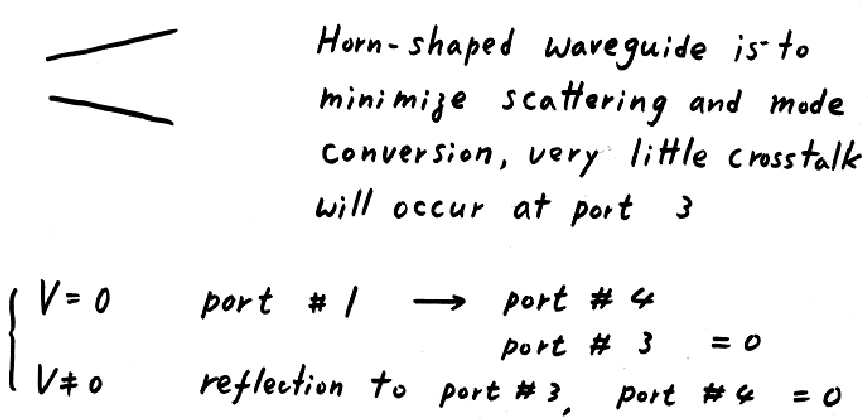 Horn-shaped waveguide is to
minimize scattering and mode
conversion, very little crosstalk
will occur at port 3
V = 0 port # 1 → port # 4
port # 3 = 0
V ≠ 0 reflection to port # 3, port # 4 = 0